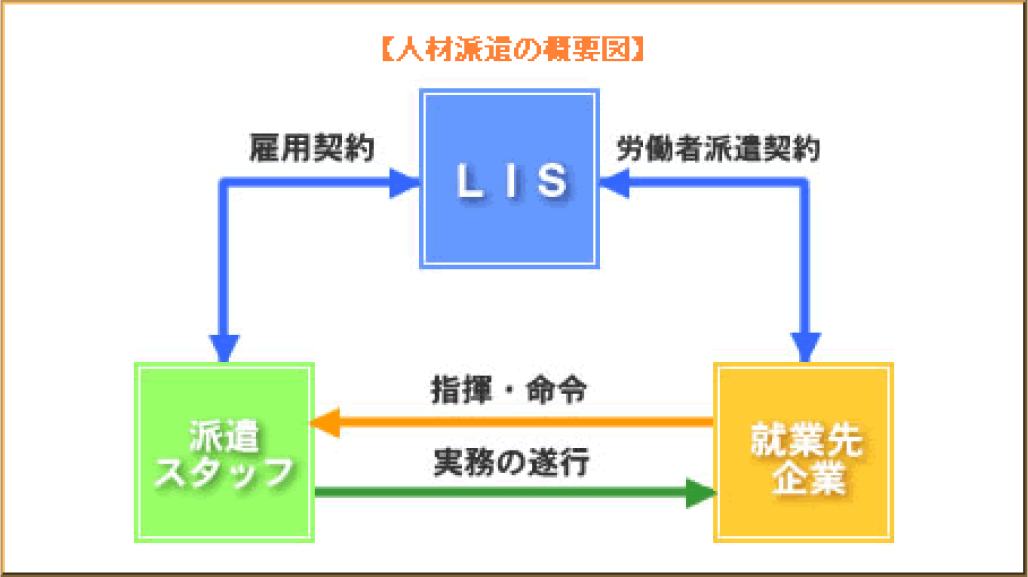 【人材派遣の概要図】
雇用契約
ＬＩＳ
労働者派遣契約
指揮・命令
派遣
スタッフ
実務の遂行
就業先
企業